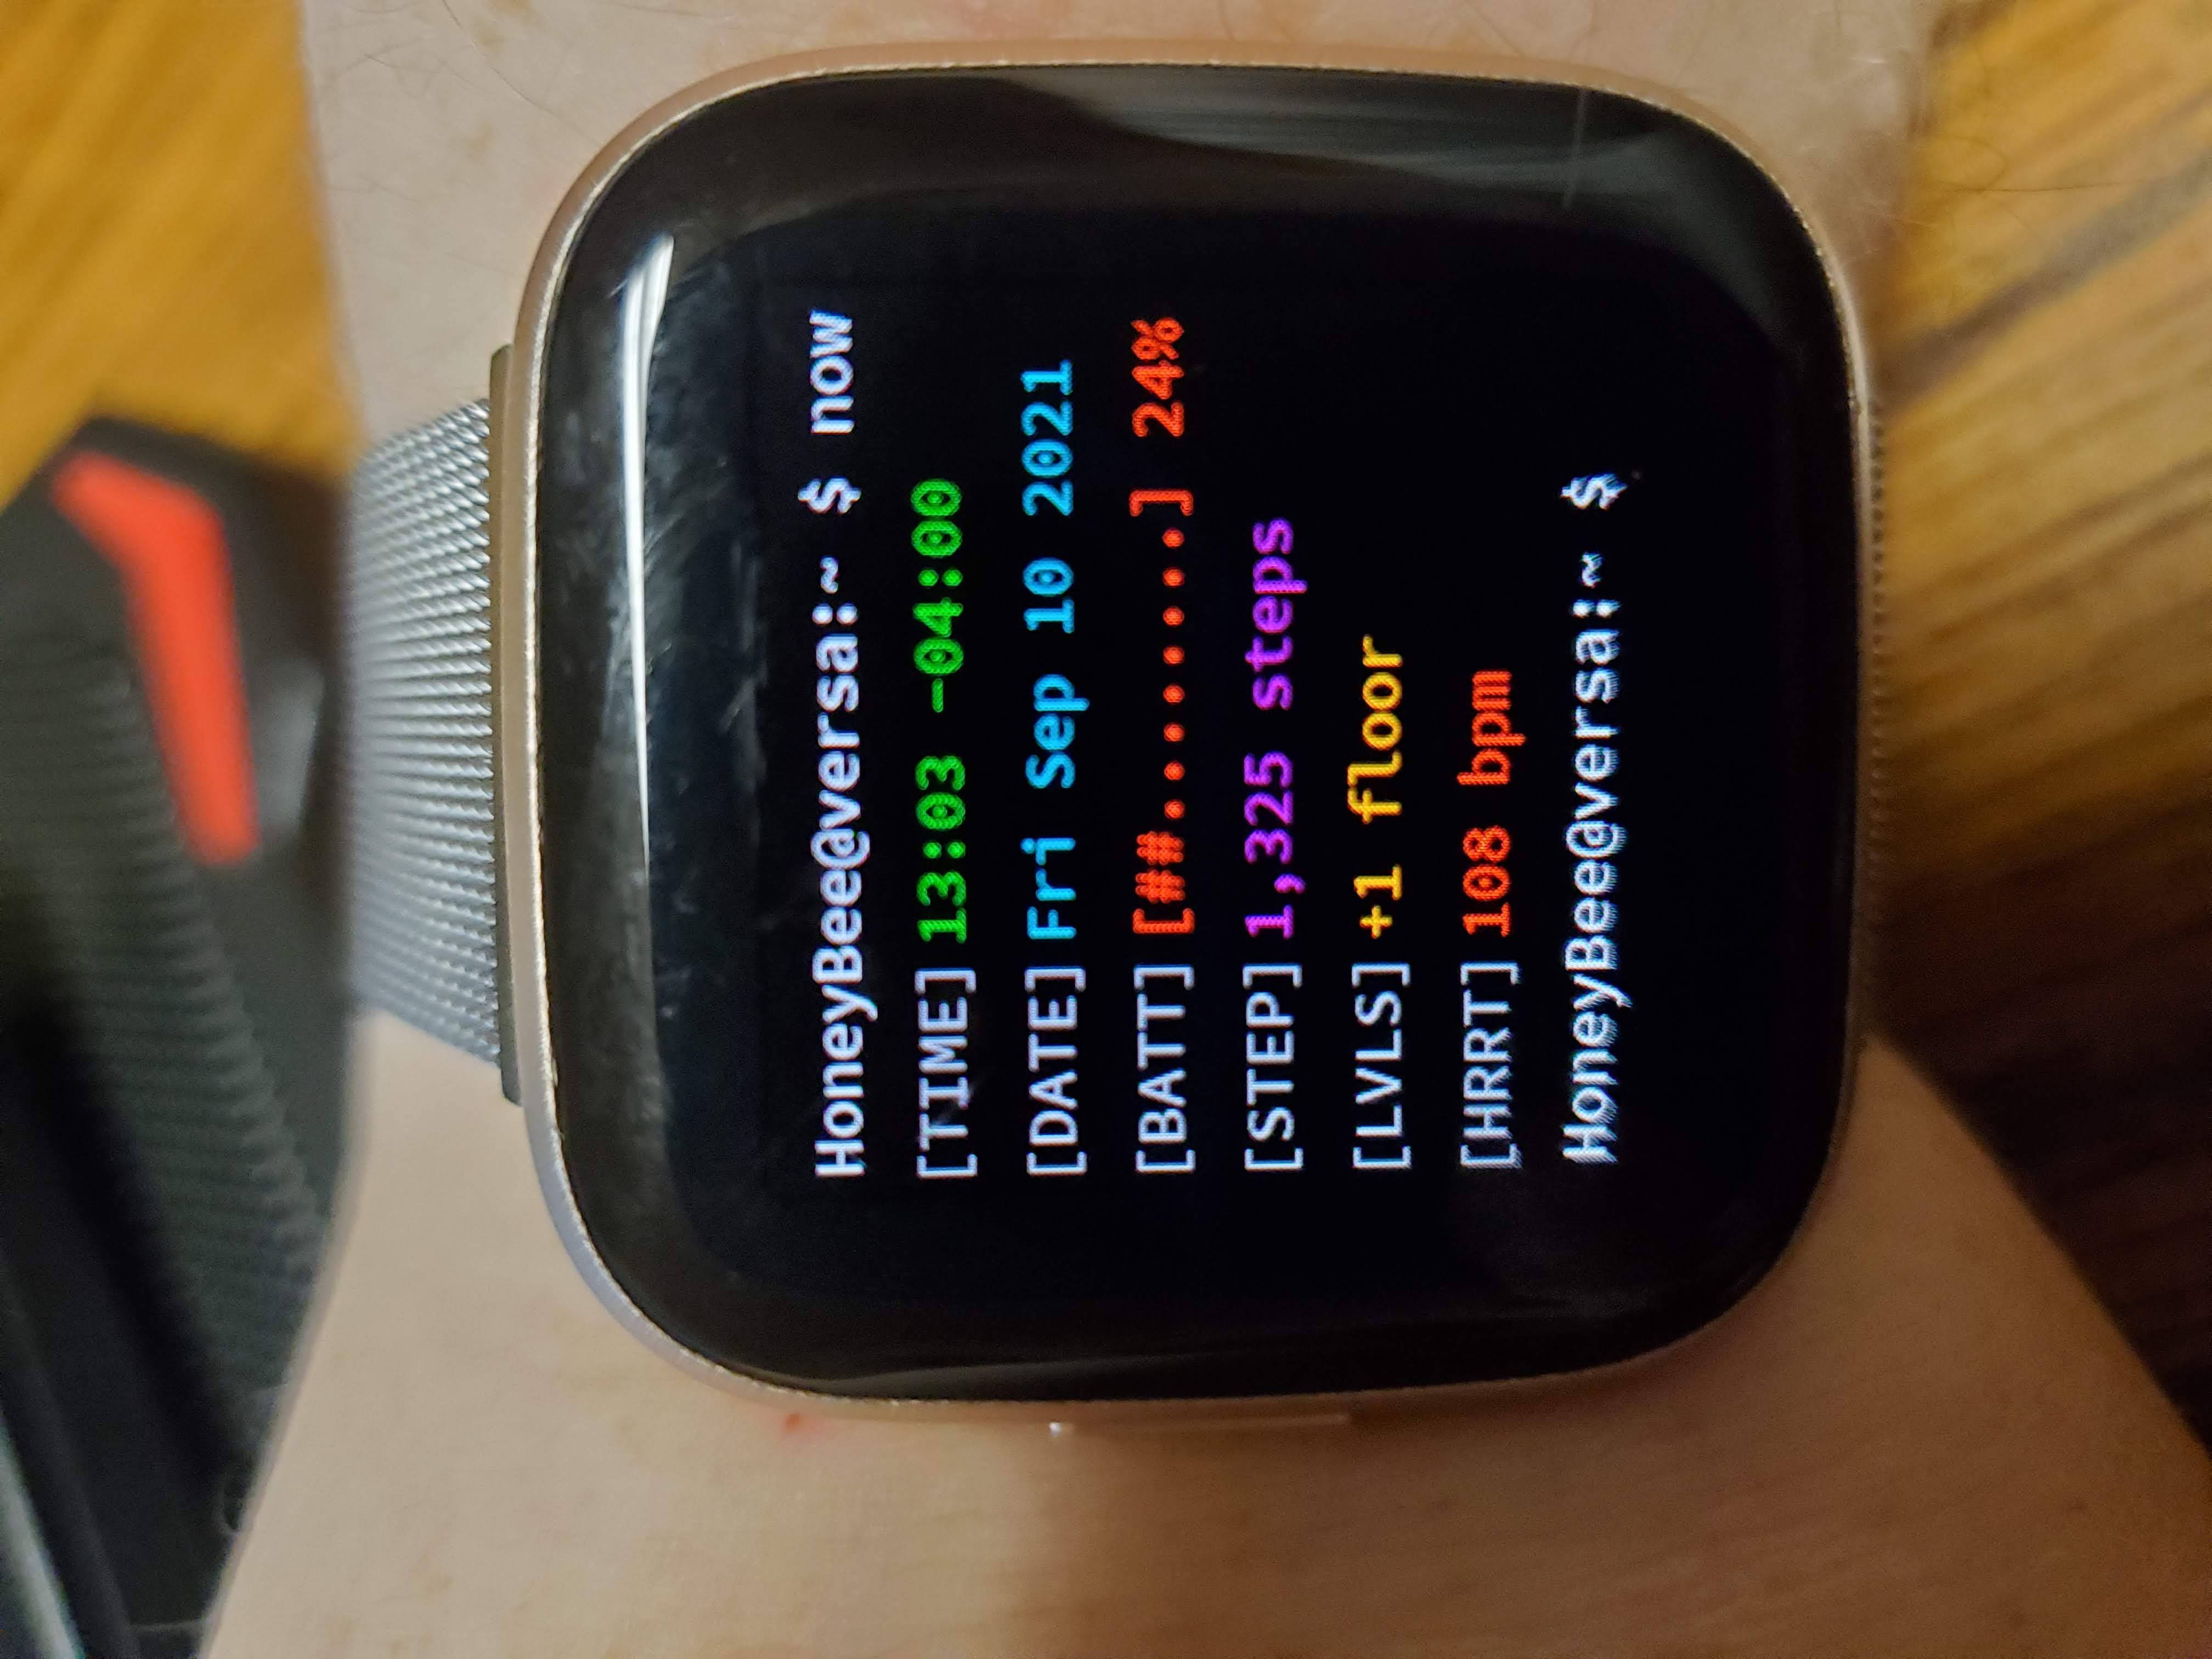 HoneyBee@versa:~ $ now
[TIME] 13:03 -04:00
[DATE] Fri Sep 10 2021
[BATT] [##........] 24%
[STEP] 1,325 steps
[LVLS] +1 floor
[HRRT] 108 bpm
HoneyBee@versa:~ $